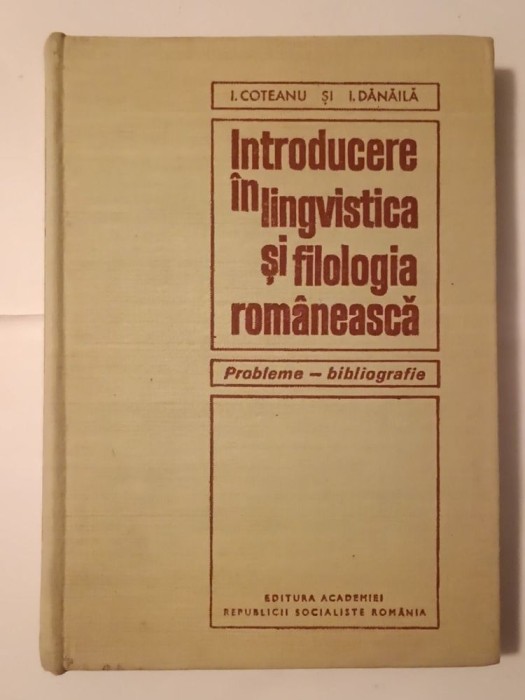 I. COTEANU ȘI I. DĂNĂILĂ
Introducere
în lingvistica
și filologia
românească
Probleme – bibliografie
EDITURA ACADEMIEI
REPUBLICII SOCIALISTE ROMÂNIA